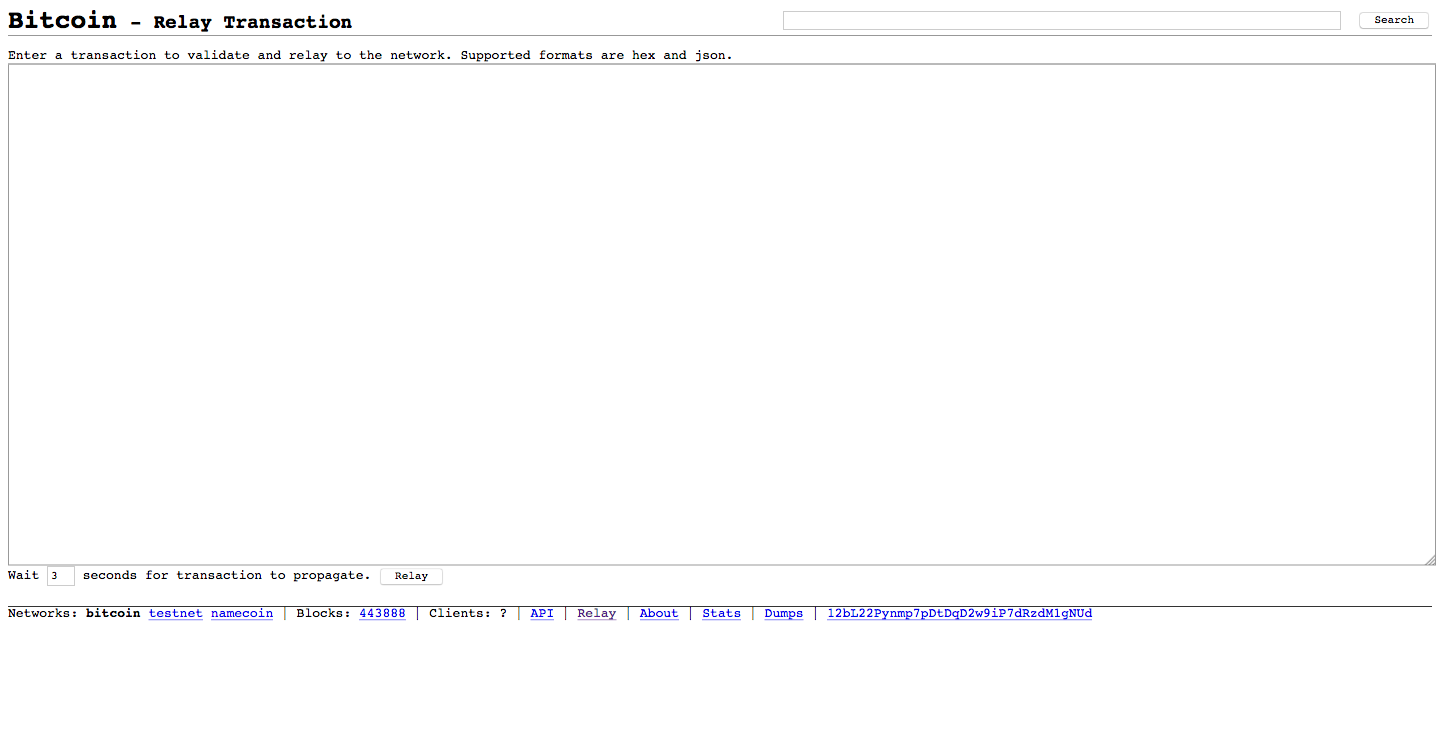 Bitcoin - Relay Transaction Search
Enter a transaction to validate and relay to the network. Supported formats are hex and json.
Wait 3 seconds for transaction to propagate. Relay
Networks: bitcoin testnet namecoin | Blocks: 443888 | Clients: ? | API | Relay | About | Stats | Dumps | 12bL22Pynmp7pDtDqD2w9iP7dRzdM1gNUd